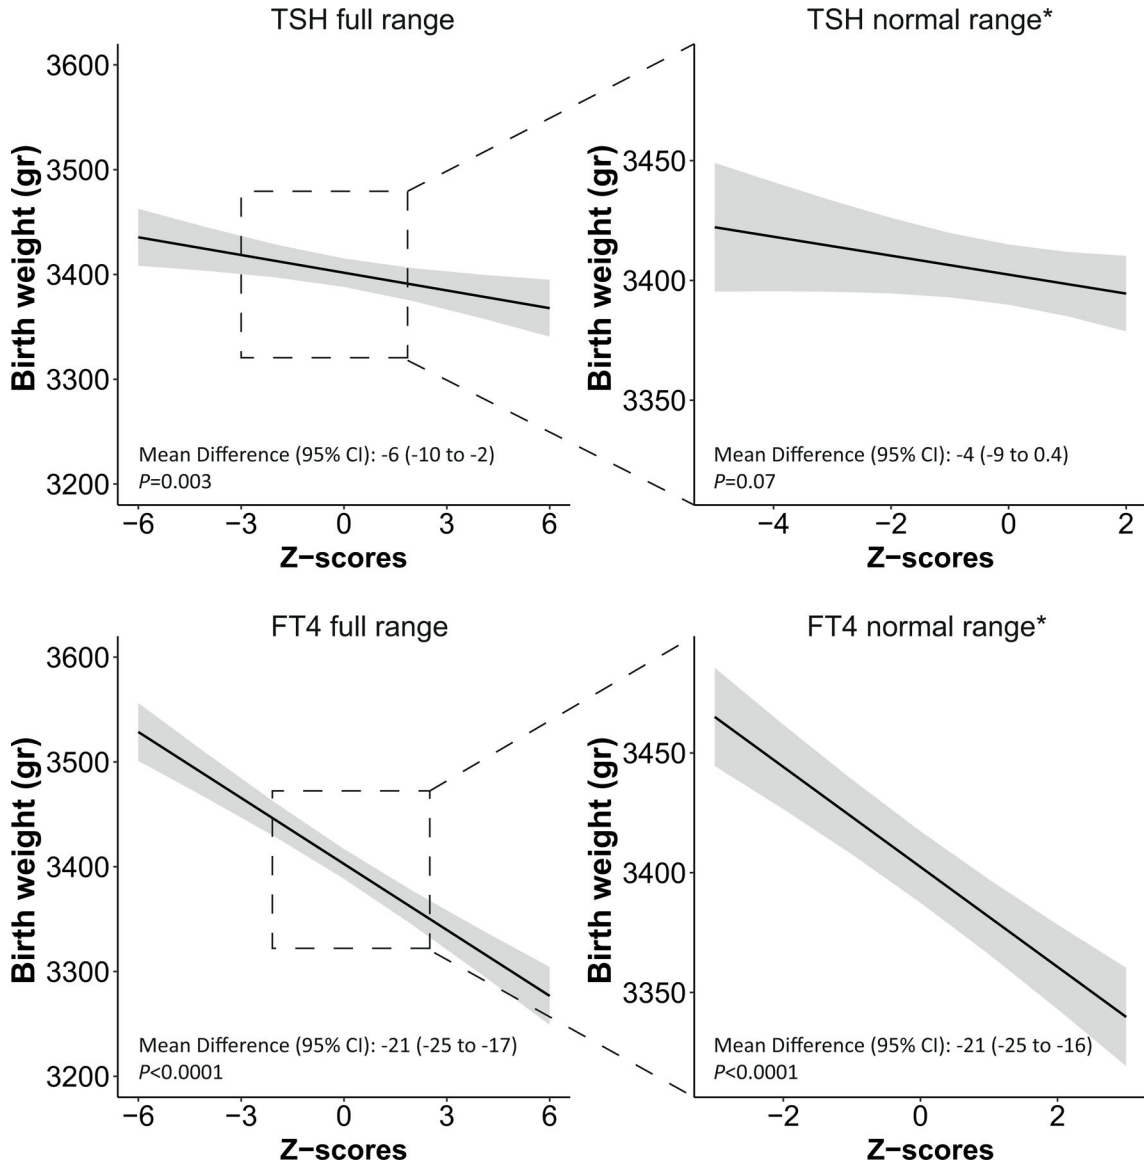 TSH full range
Birth weight (gr)
3600
3500
3400
3300
3200
Mean Difference (95% CI): -6 (-10 to -2)
P=0.003
−6 −3 0 3 6
Z−scores
TSH normal range*
Birth weight (gr)
3450
3400
3350
Mean Difference (95% CI): -4 (-9 to 0.4)
P=0.07
−4 −2 0 2
Z−scores
FT4 full range
Birth weight (gr)
3600
3500
3400
3300
3200
Mean Difference (95% CI): -21 (-25 to -17)
P<0.0001
−6 −3 0 3 6
Z−scores
FT4 normal range*
Birth weight (gr)
3450
3400
3350
Mean Difference (95% CI): -21 (-25 to -16)
P<0.0001
−2 0 2
Z−scores